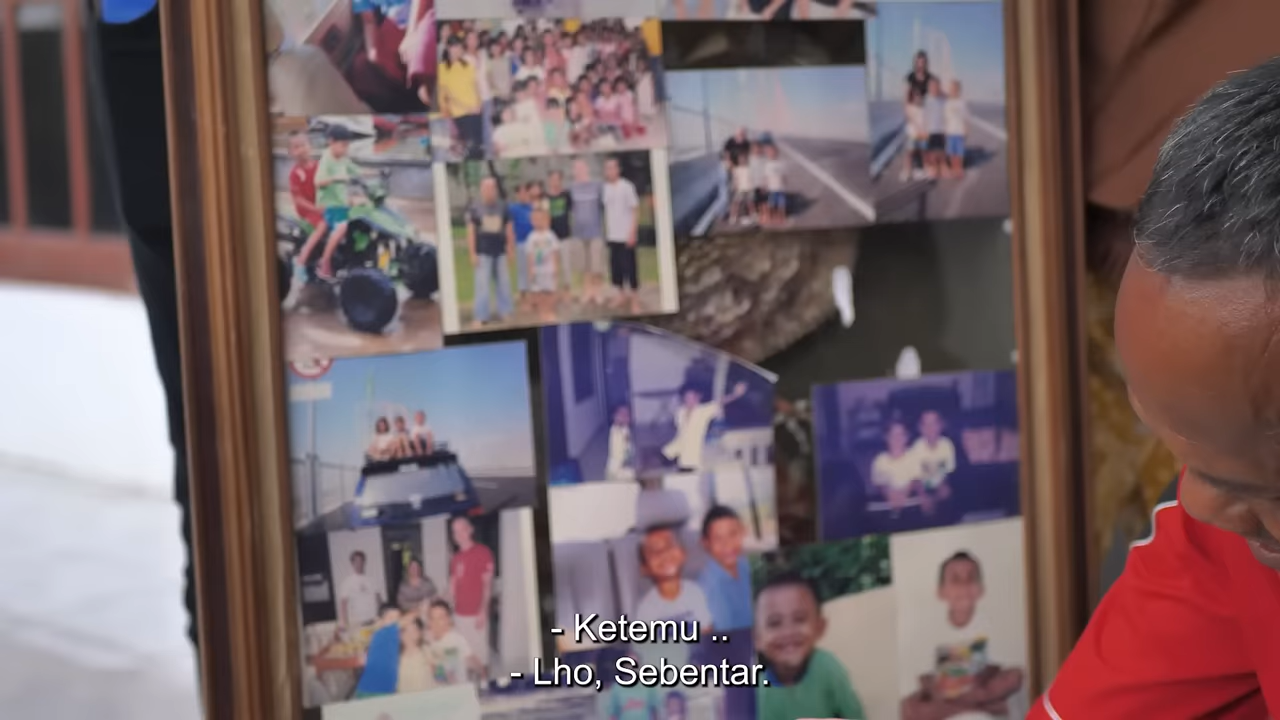 - Ketemu ..
- Lho, Sebentar.